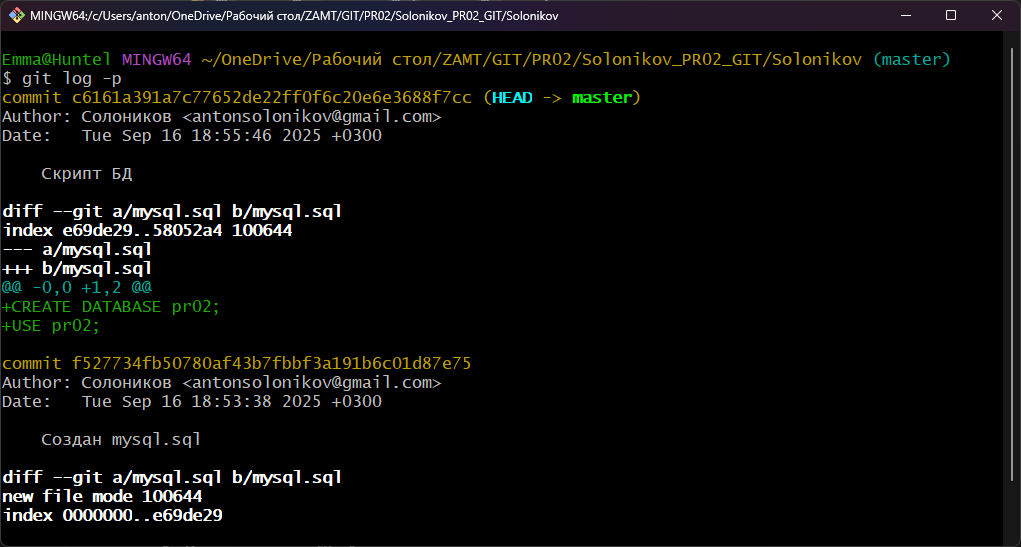 MINGW64:/c/Users/anton/OneDrive/Рабочий стол/ZAMT/GIT/PR02/Solonikov_PR02_GIT/Solonikov
Emma@Huntel MINGW64 ~/OneDrive/Рабочий стол/ZAMT/GIT/PR02/Solonikov_PR02_GIT/Solonikov (master)
$ git log -p
commit c6161a391a7c77652de22ff0f6c20e6e3688f7cc (HEAD -> master)
Author: Солоников <antonsolonikov@gmail.com>
Date:   Tue Sep 16 18:55:46 2025 +0300
    Скрипт БД
diff --git a/mysql.sql b/mysql.sql
index e69de29..58052a4 100644
--- a/mysql.sql
+++ b/mysql.sql
@@ -0,0 +1,2 @@
+CREATE DATABASE pr02;
+USE pr02;
commit f527734fb50780af43b7fbbf3a191b6c01d87e75
Author: Солоников <antonsolonikov@gmail.com>
Date:   Tue Sep 16 18:53:38 2025 +0300
    Создан mysql.sql
diff --git a/mysql.sql b/mysql.sql
new file mode 100644
index 0000000..e69de29